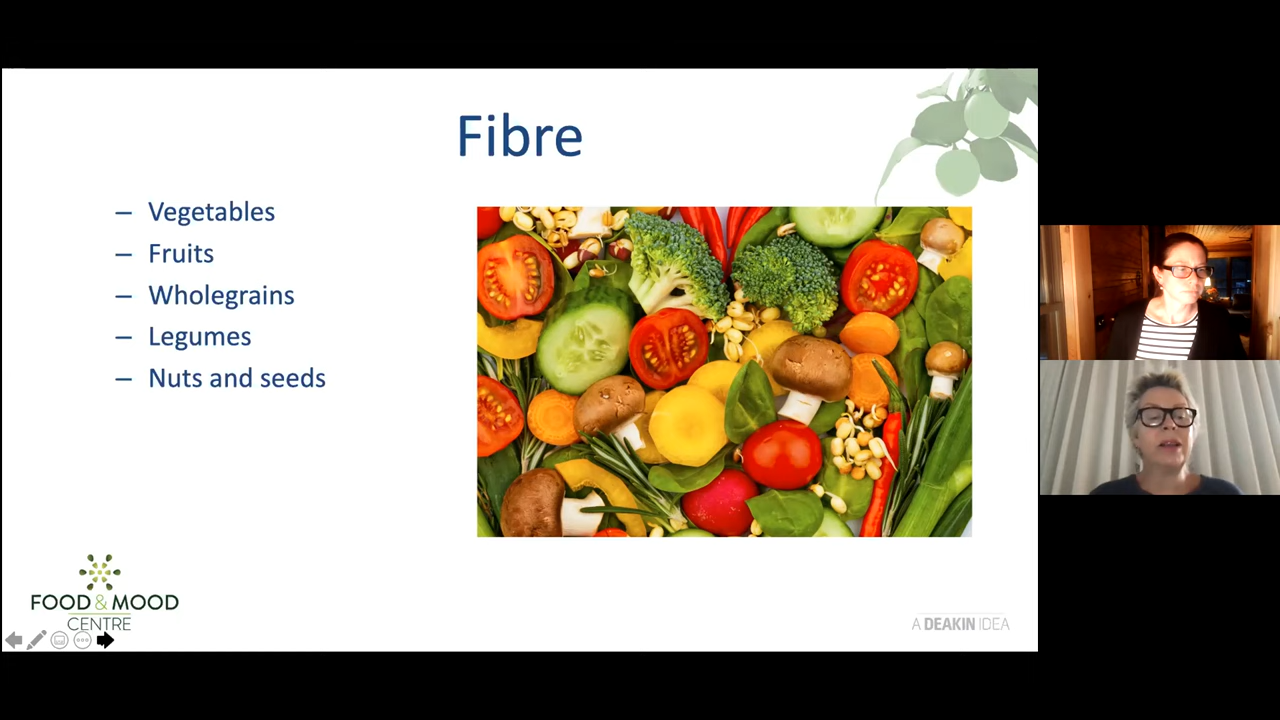 Fibre
– Vegetables
– Fruits
– Wholegrains
– Legumes
– Nuts and seeds
FOOD & MOOD
CENTRE
A DEAKIN IDEA